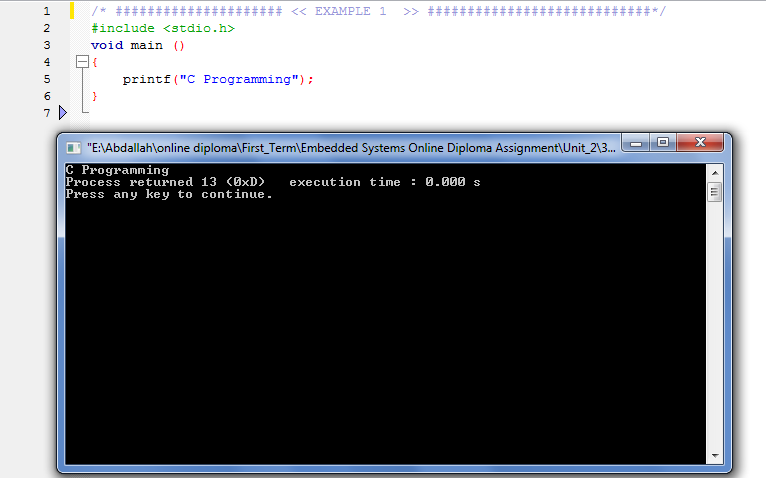 1 /* ##################### << EXAMPLE 1  >> ############################*/
2 #include <stdio.h>
3 void main ()
4 {
5     printf("C Programming");
6 }
7
"E:\Abdallah\online diploma\First_Term\Embedded Systems Online Diploma Assignment\Unit_2\3...
C Programming
Process returned 13 (0xD)   execution time : 0.000 s
Press any key to continue.